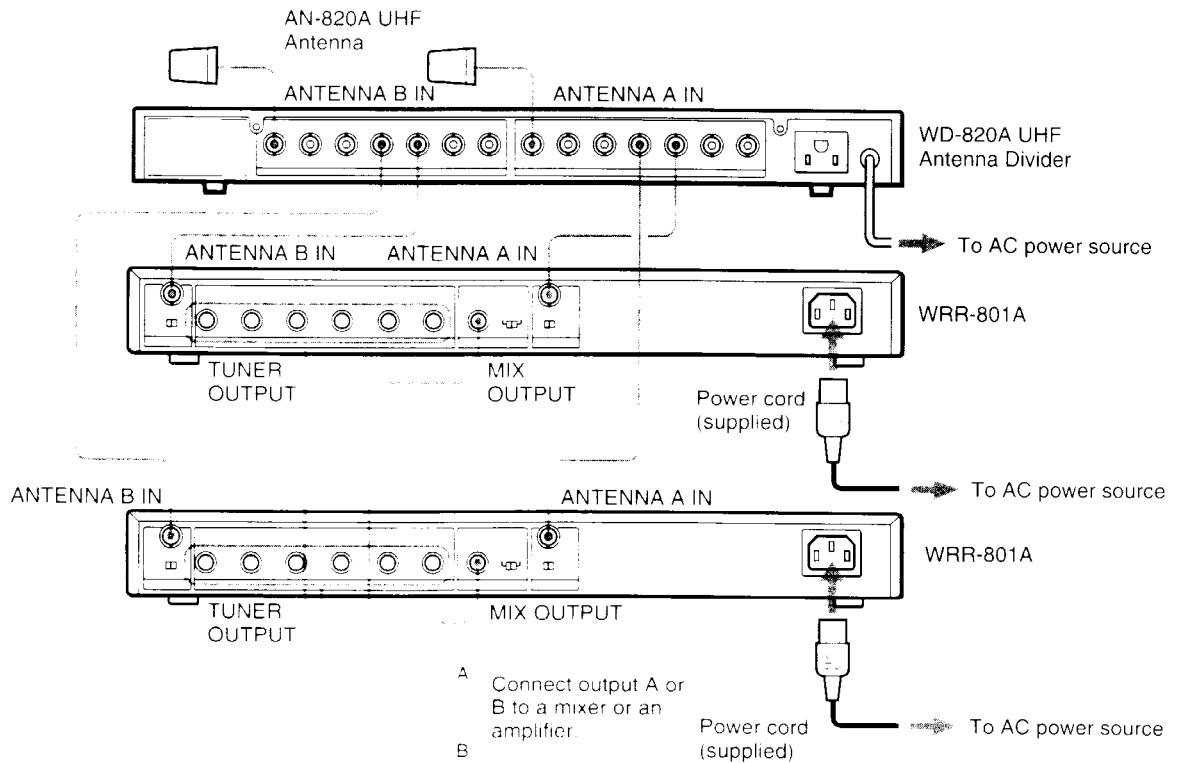 AN-820A UHF
Antenna
ANTENNA B IN
ANTENNA A IN
WD-820A UHF
Antenna Divider
To AC power source
ANTENNA B IN
ANTENNA A IN
WRR-801A
TUNER
OUTPUT
MIX
OUTPUT
Power cord
(supplied)
To AC power source
ANTENNA B IN
ANTENNA A IN
WRR-801A
TUNER
OUTPUT
MIX OUTPUT
A
Connect output A or
B to a mixer or an
amplifier.
B
Power cord
(supplied)
To AC power source